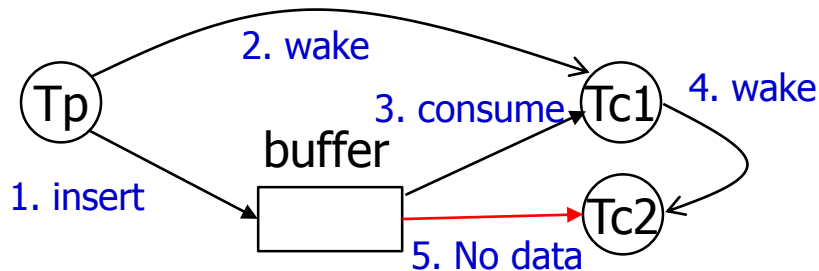 2. wake
Tp
Tc1
4. wake
3. consume
buffer
1. insert
Tc2
5. No data